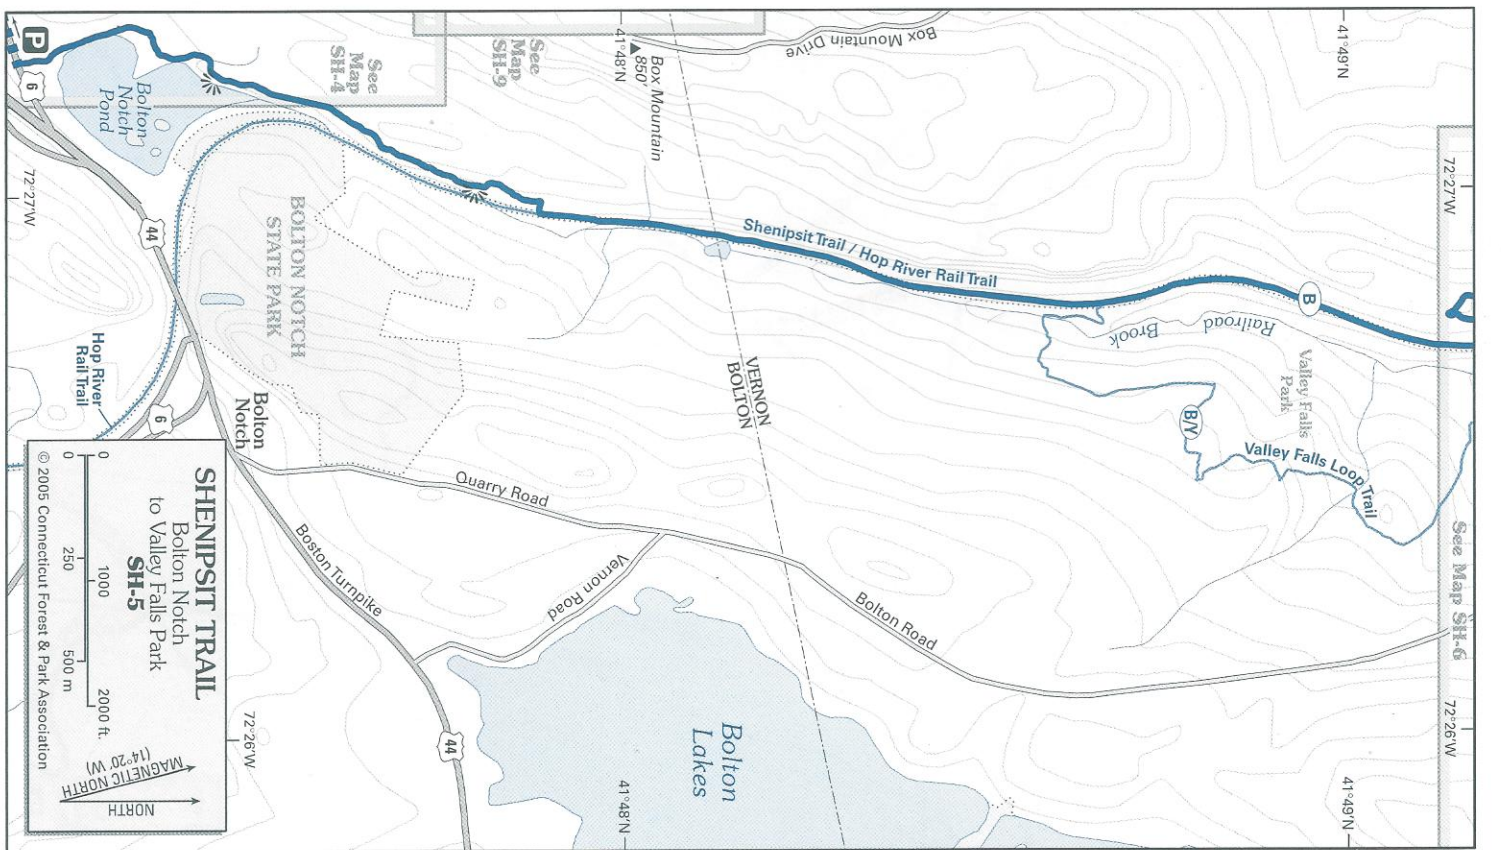 SHENIPSIT TRAIL
Bolton Notch
to Valley Falls Park
SH-5
0 1000 2000 ft.
0 250 500 m
© 2005 Connecticut Forest & Park Association
NORTH
MAGNETIC NORTH
(14°20' W)
P
6
Bolton
Notch
Pond
72°27'W
44
See
Map
SH-4
See
Map
SH-9
41°48'N
Box Mountain
850'
Box Mountain Drive
41°49'N
72°27'W
BOLTON NOTCH
STATE PARK
Shenipsit Trail / Hop River Rail Trail
B
Railroad
Brook
Valley Falls
Park
B/Y
Valley Falls Loop Trail
VERNON
BOLTON
Hop River
Rail Trail
6
Bolton
Notch
Quarry Road
Boston Turnpike
Vernon Road
Bolton Road
See Map SH-6
72°26'W
72°26'W
44
Bolton
Lakes
41°48'N
41°49'N